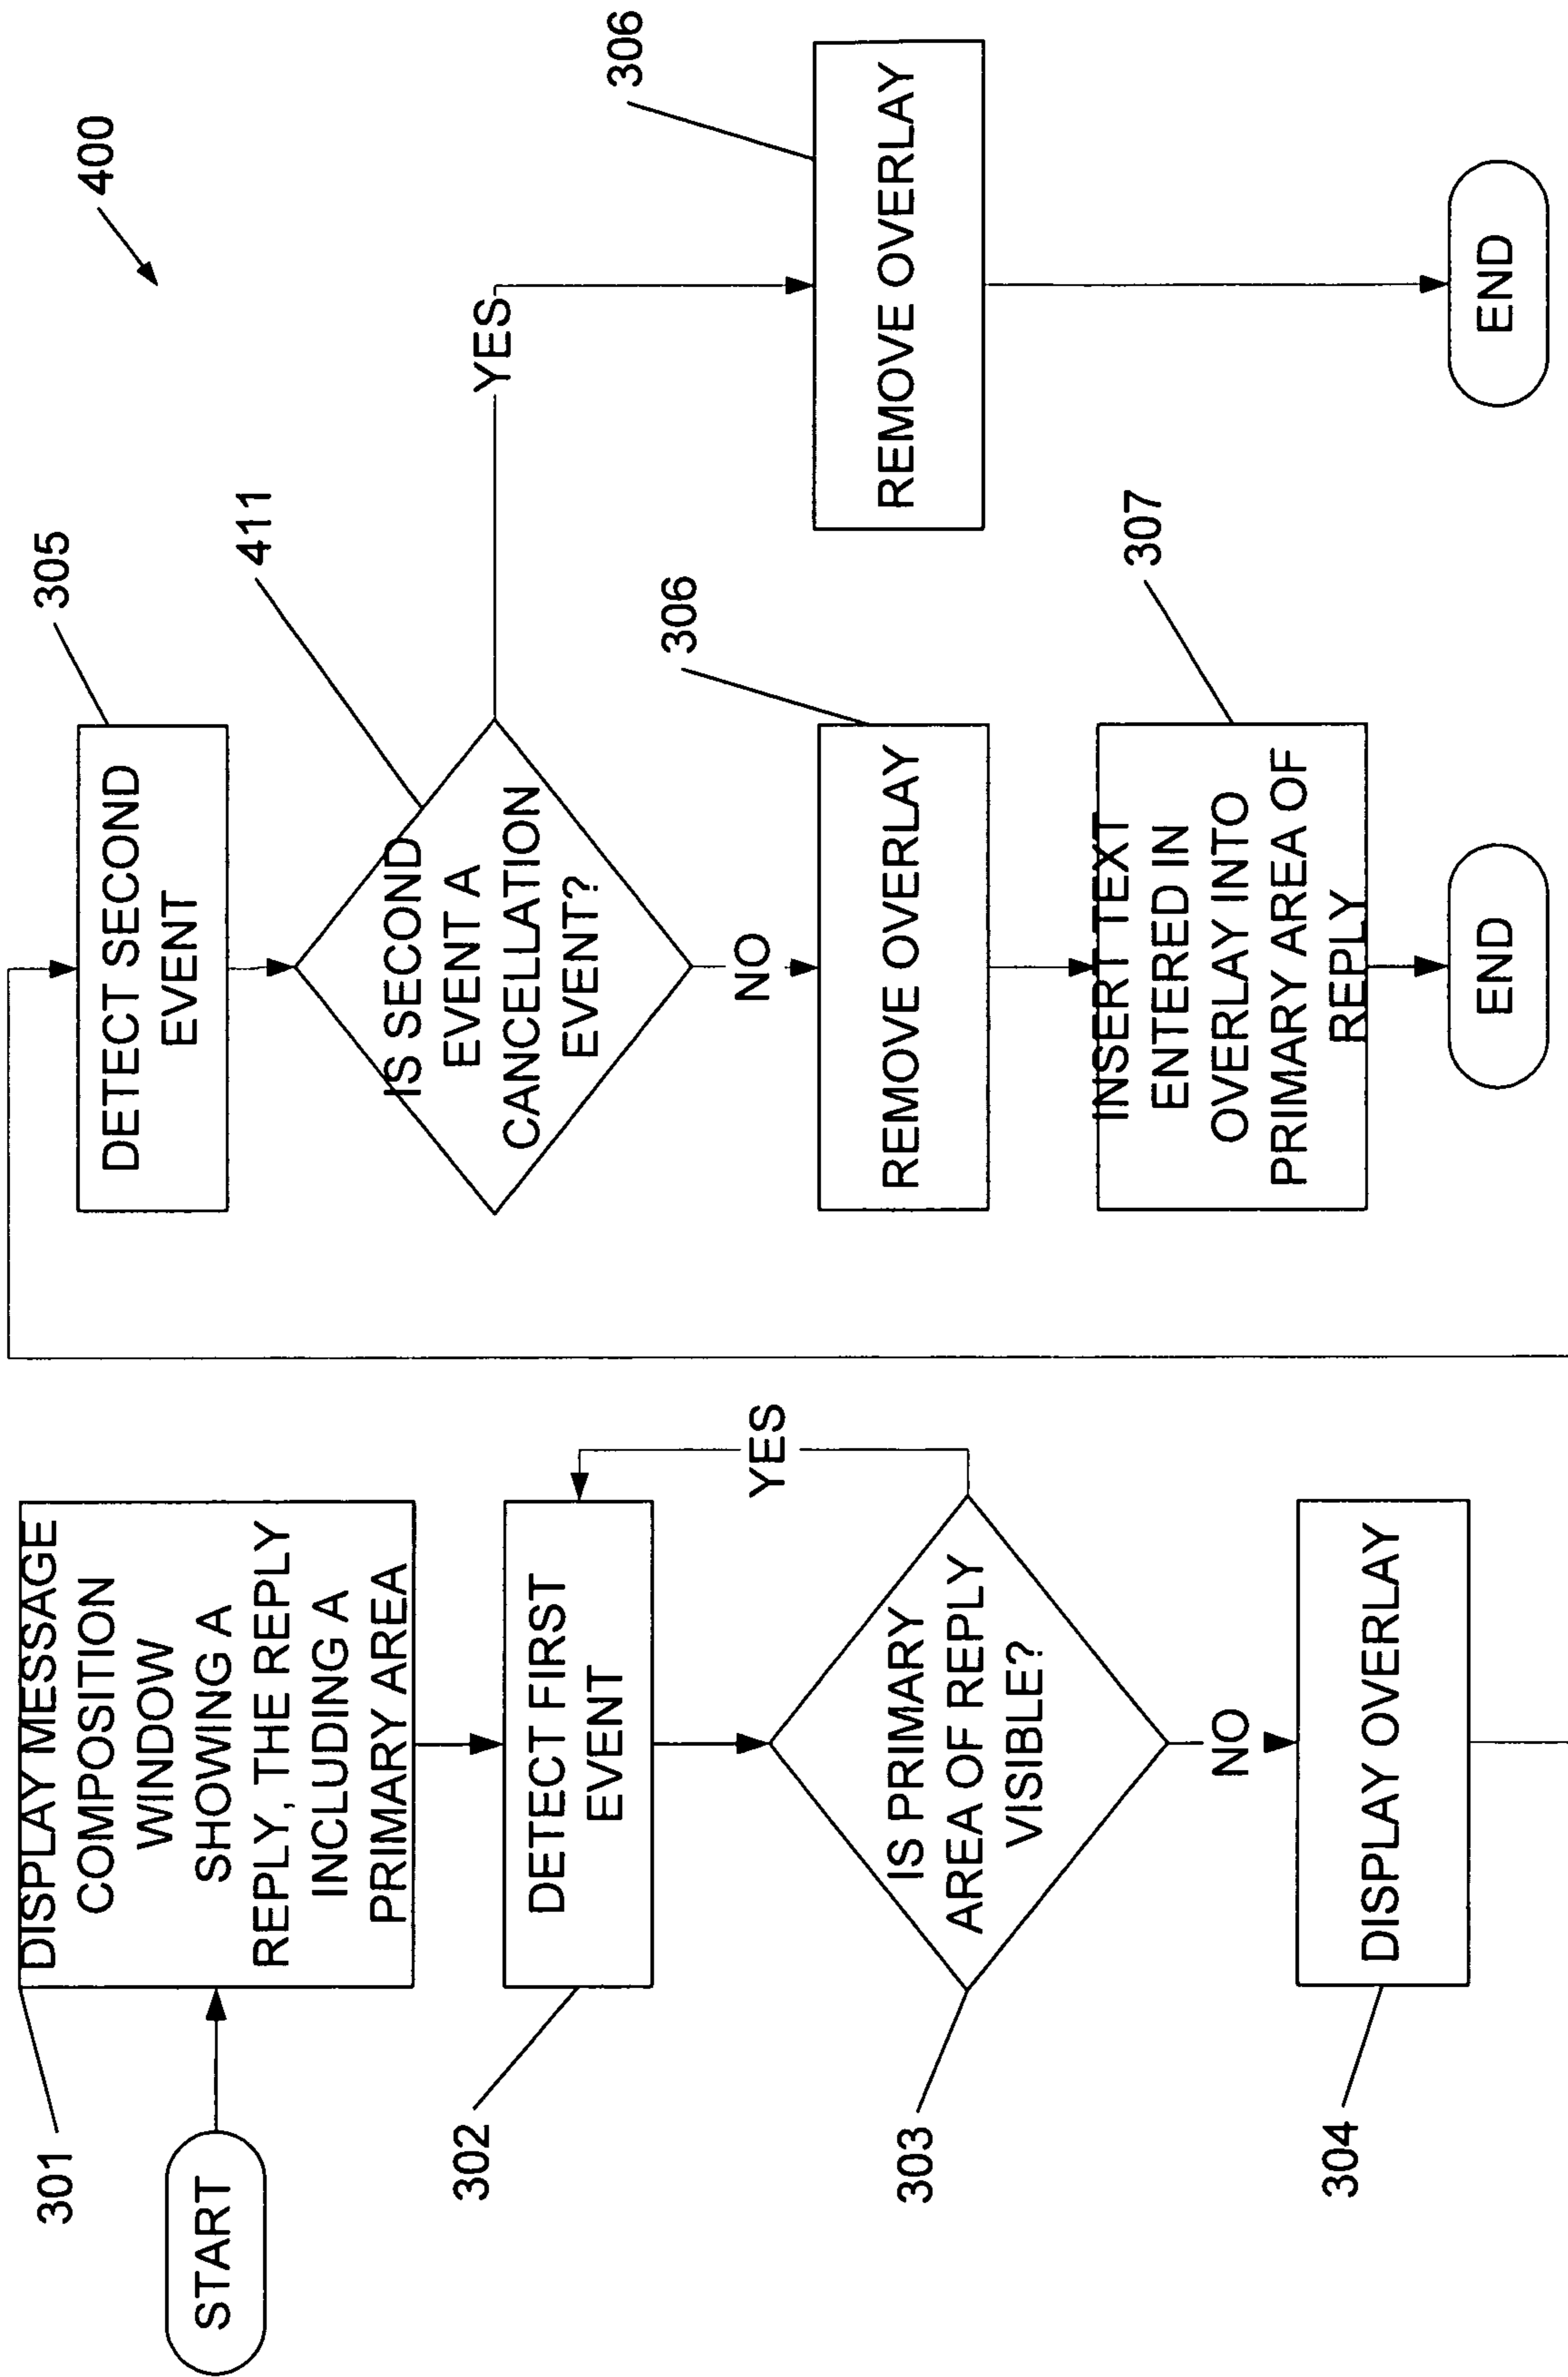 400
START
301
DISPLAY MESSAGE
COMPOSITION
WINDOW
SHOWING A
REPLY, THE REPLY
INCLUDING A
PRIMARY AREA
302
DETECT FIRST
EVENT
303
IS PRIMARY
AREA OF REPLY
VISIBLE?
YES
NO
304
DISPLAY OVERLAY
305
DETECT SECOND
EVENT
411
IS SECOND
EVENT A
CANCELLATION
EVENT?
YES
NO
306
REMOVE OVERLAY
307
INSERT TEXT
ENTERED IN
OVERLAY INTO
PRIMARY AREA OF
REPLY
END
306
REMOVE OVERLAY
END